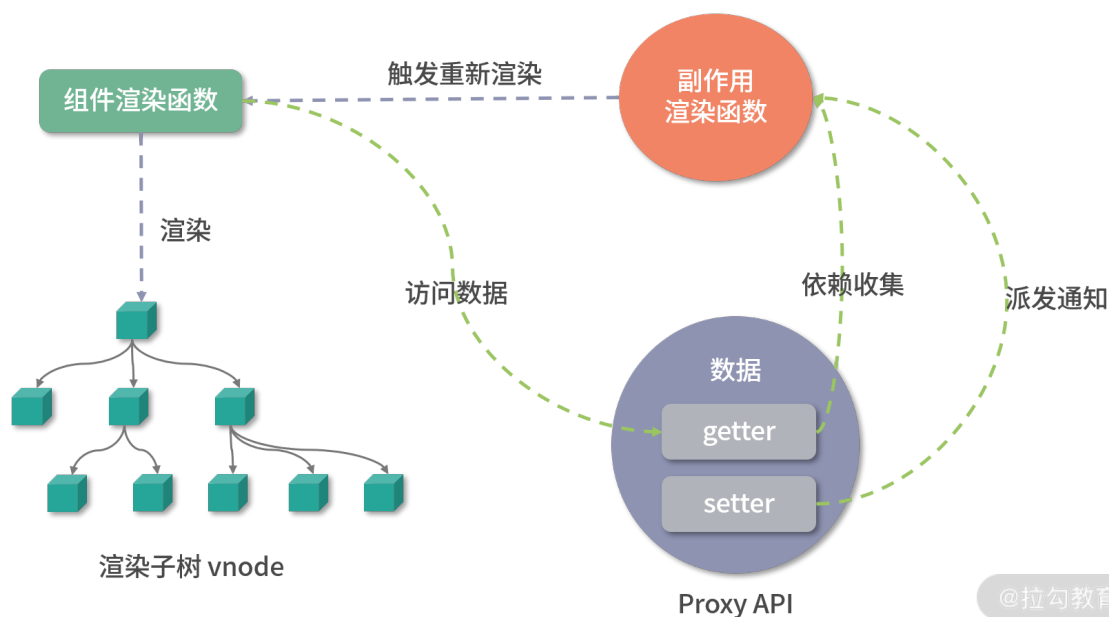 副作用
渲染函数
触发重新渲染
组件渲染函数
渲染
访问数据
依赖收集
派发通知
数据
getter
setter
渲染子树 vnode
Proxy API
@拉勾教育